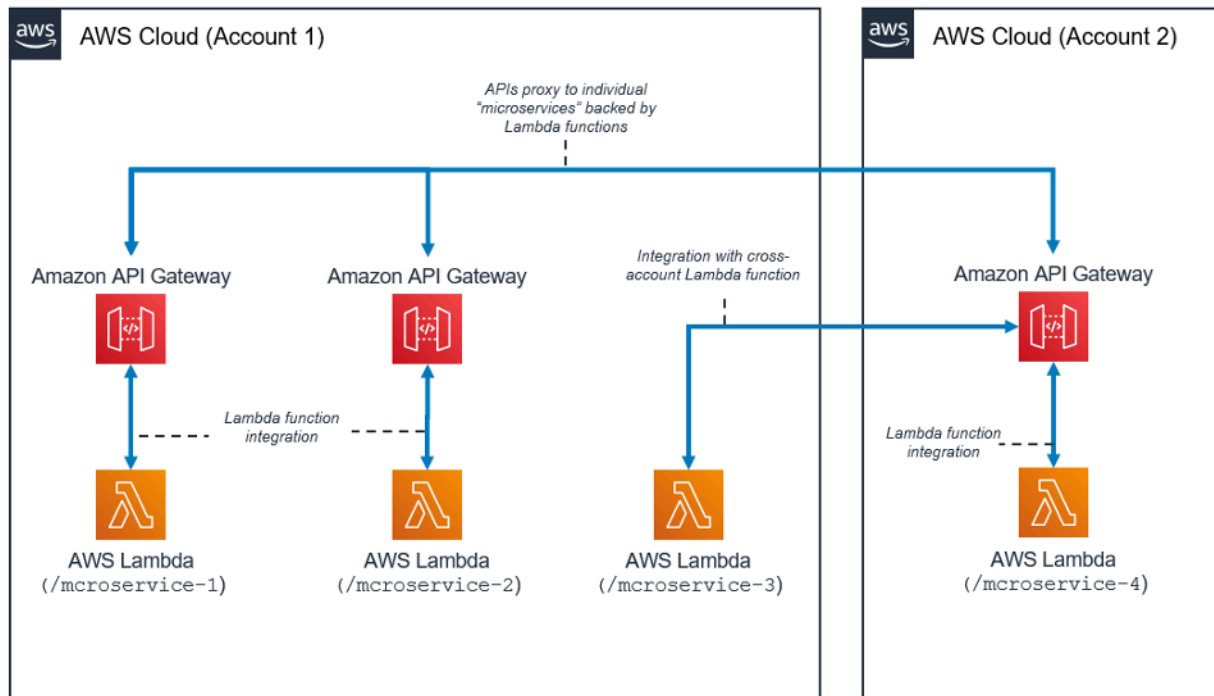 aws
AWS Cloud (Account 1)
aws
AWS Cloud (Account 2)
APIs proxy to individual
“microservices” backed by
Lambda functions
Amazon API Gateway
Amazon API Gateway
Integration with cross-
account Lambda function
Amazon API Gateway
</>
</>
</>
Lambda function
integration
Lambda function
integration
AWS Lambda
(/mcroservice-1)
AWS Lambda
(/mcroservice-2)
AWS Lambda
(/mcroservice-3)
AWS Lambda
(/mcroservice-4)